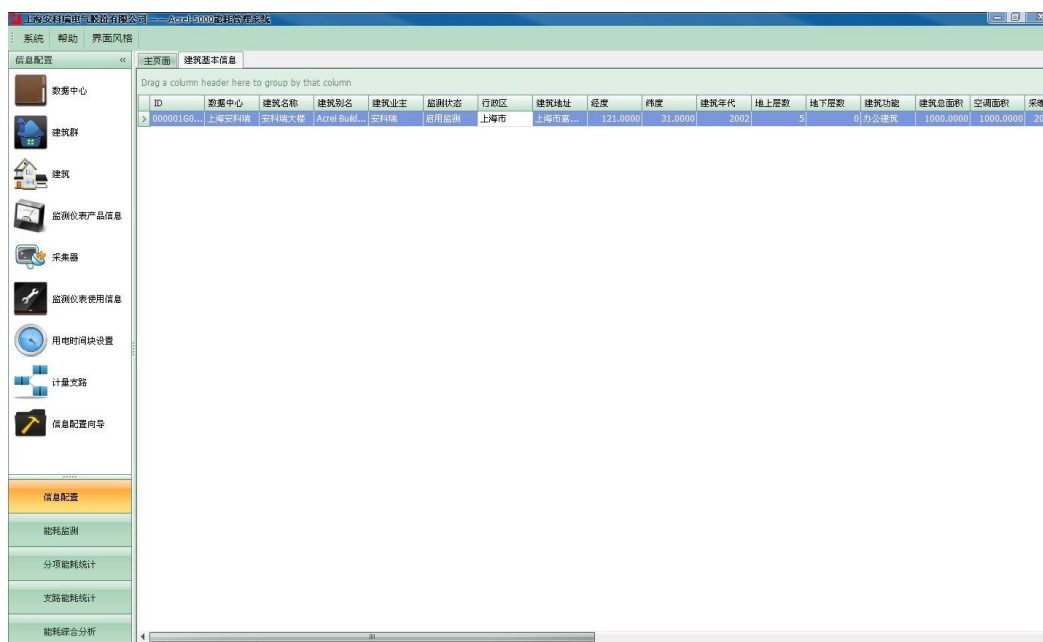 上海安科瑞电气股份有限公司 —— Acrel-5000能耗管理系统
系统 帮助 界面风格
信息配置 «
主页面 建筑基本信息
Drag a column header here to group by that column
ID 数据中心 建筑名称 建筑别名 建筑业主 监测状态 行政区 建筑地址 经度 纬度 建筑年代 地上层数 地下层数 建筑功能 建筑总面积 空调面积 采暖
000001G0... 上海安科瑞 安科瑞大楼 Acrel Build... 安科瑞 启用监测 上海市 上海市嘉... 121.0000 31.0000 2002 5 0 办公建筑 1000.0000 1000.0000 20
数据中心
建筑群
建筑
监测仪表产品信息
采集器
监测仪表使用信息
用电时间块设置
计量支路
信息配置向导
信息配置
能耗监测
分项能耗统计
支路能耗统计
能耗综合分析